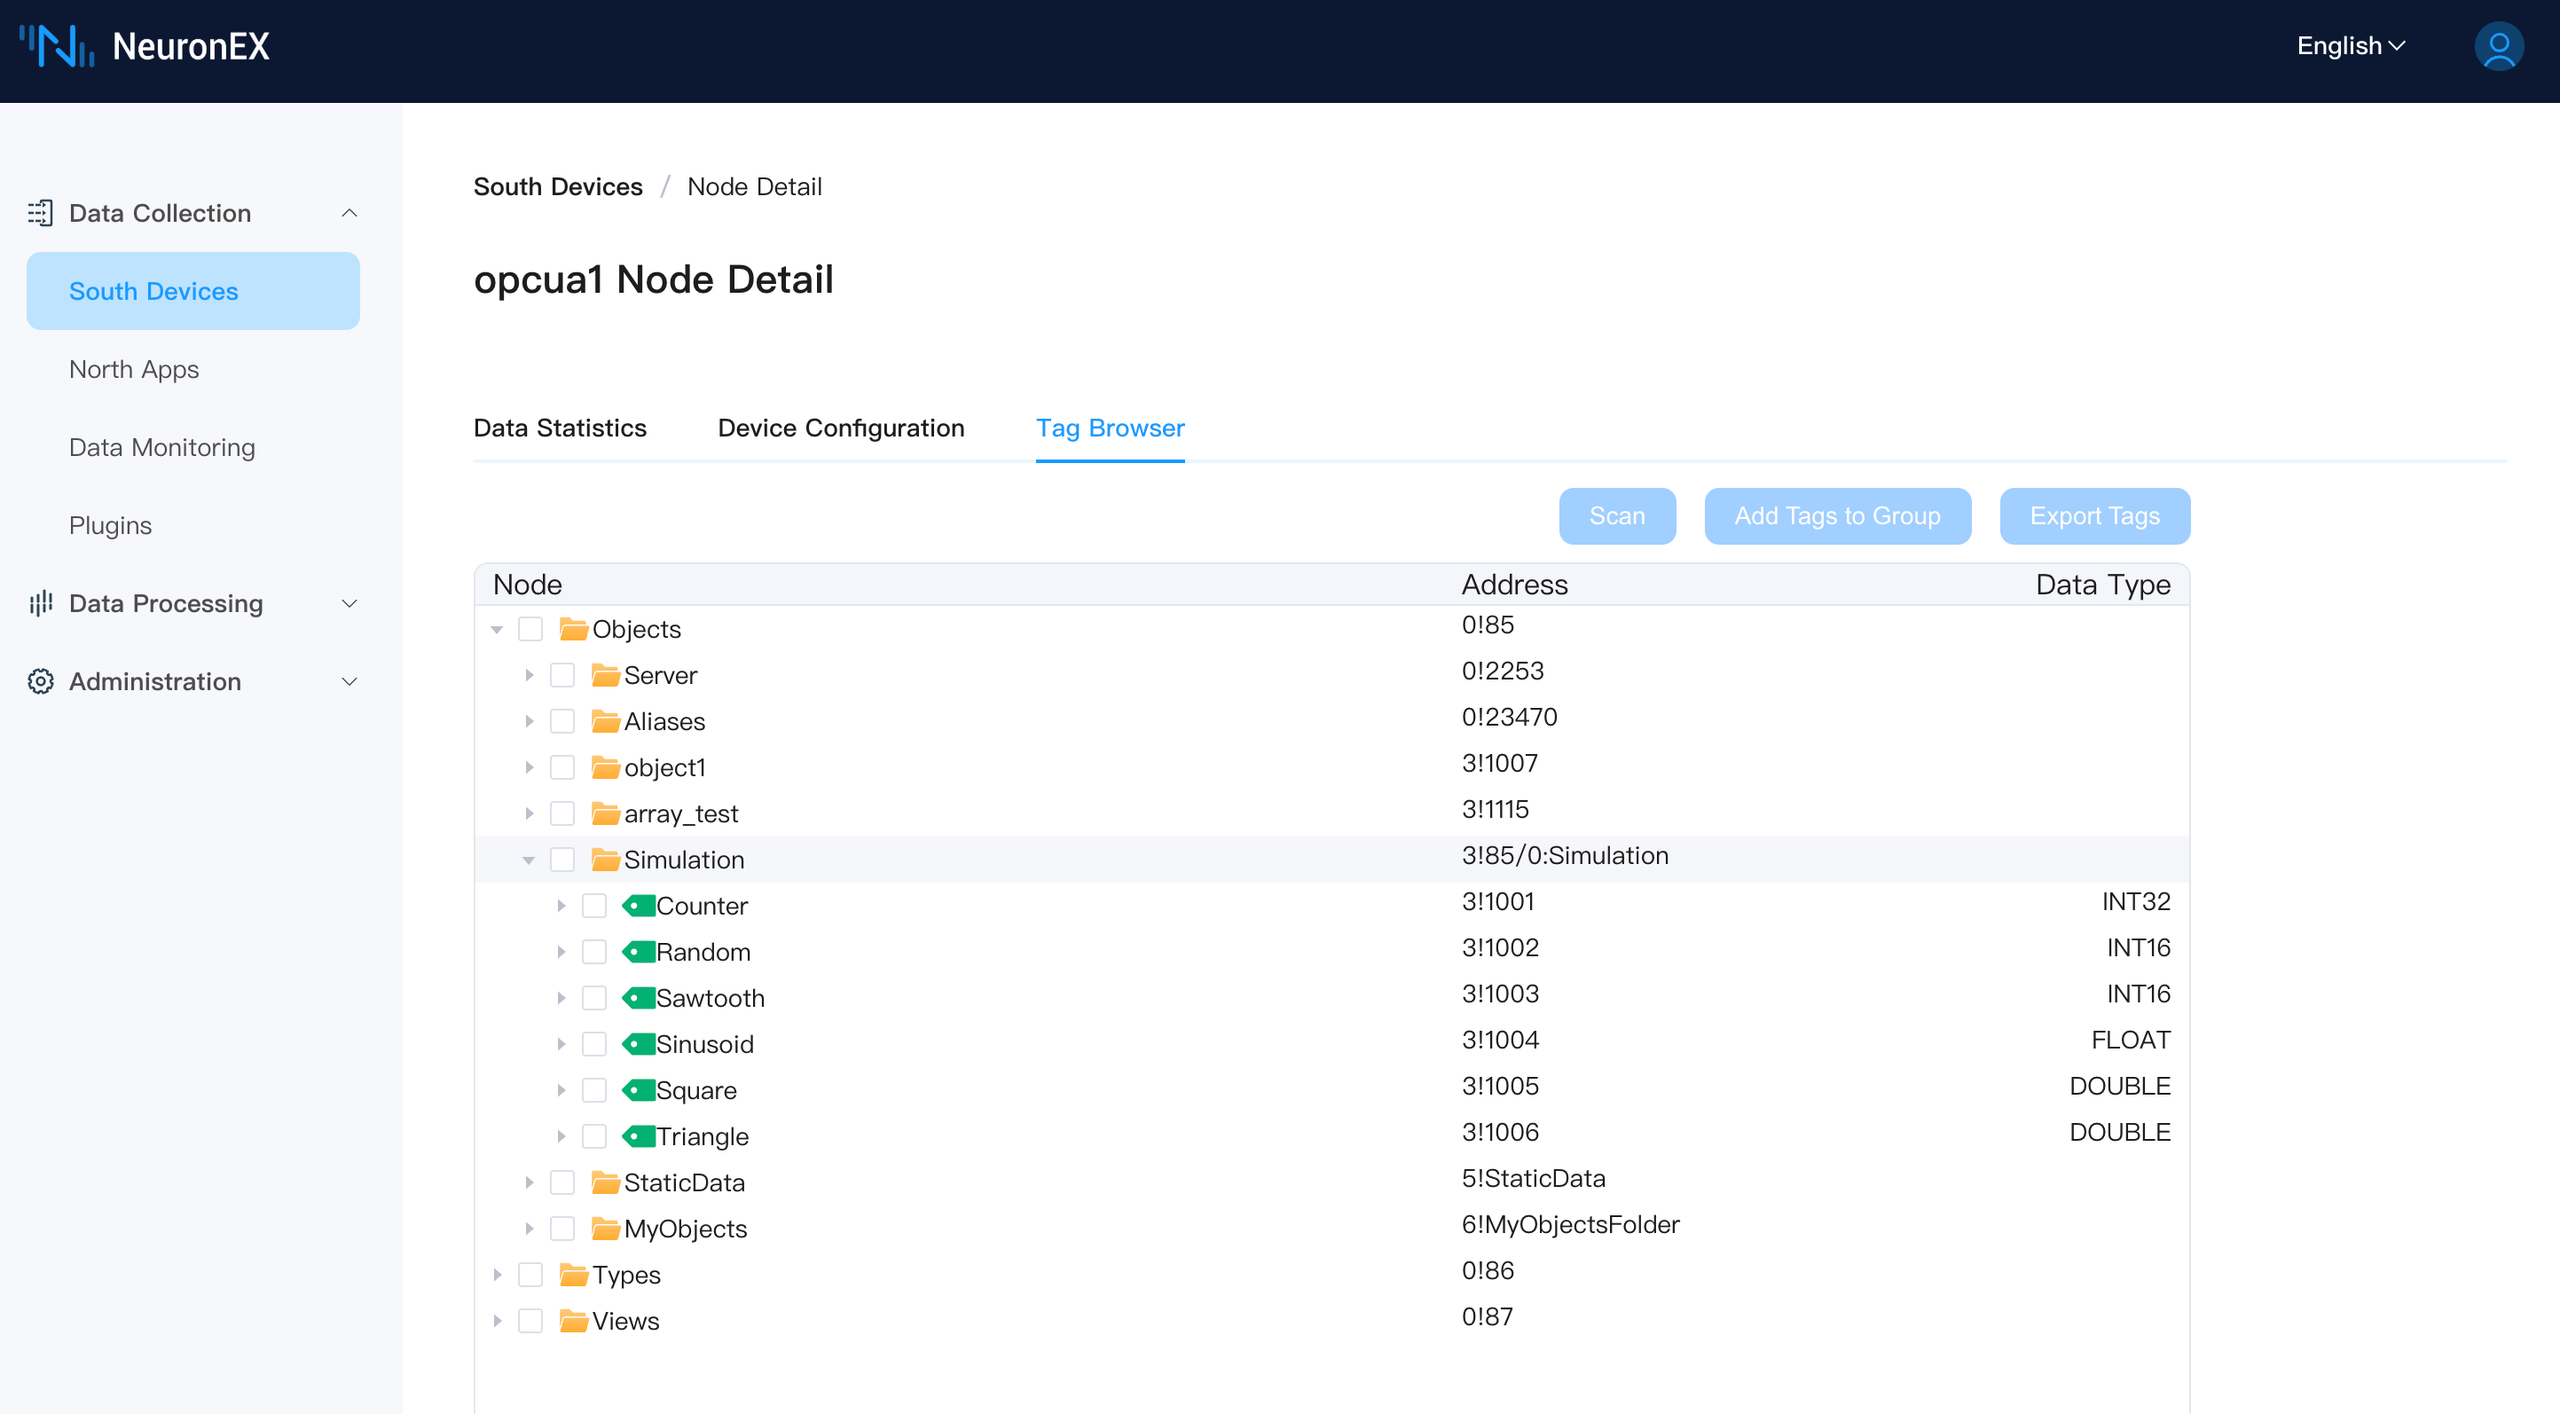 NeuronEX
English
Data Collection
South Devices
North Apps
Data Monitoring
Plugins
Data Processing
Administration
South Devices / Node Detail
opcua1 Node Detail
Data Statistics Device Configuration Tag Browser
Scan Add Tags to Group Export Tags
Node Address Data Type
Objects 0!85
Server 0!2253
Aliases 0!23470
object1 3!1007
array_test 3!1115
Simulation 3!85/0:Simulation
Counter 3!1001 INT32
Random 3!1002 INT16
Sawtooth 3!1003 INT16
Sinusoid 3!1004 FLOAT
Square 3!1005 DOUBLE
Triangle 3!1006 DOUBLE
StaticData 5!StaticData
MyObjects 6!MyObjectsFolder
Types 0!86
Views 0!87